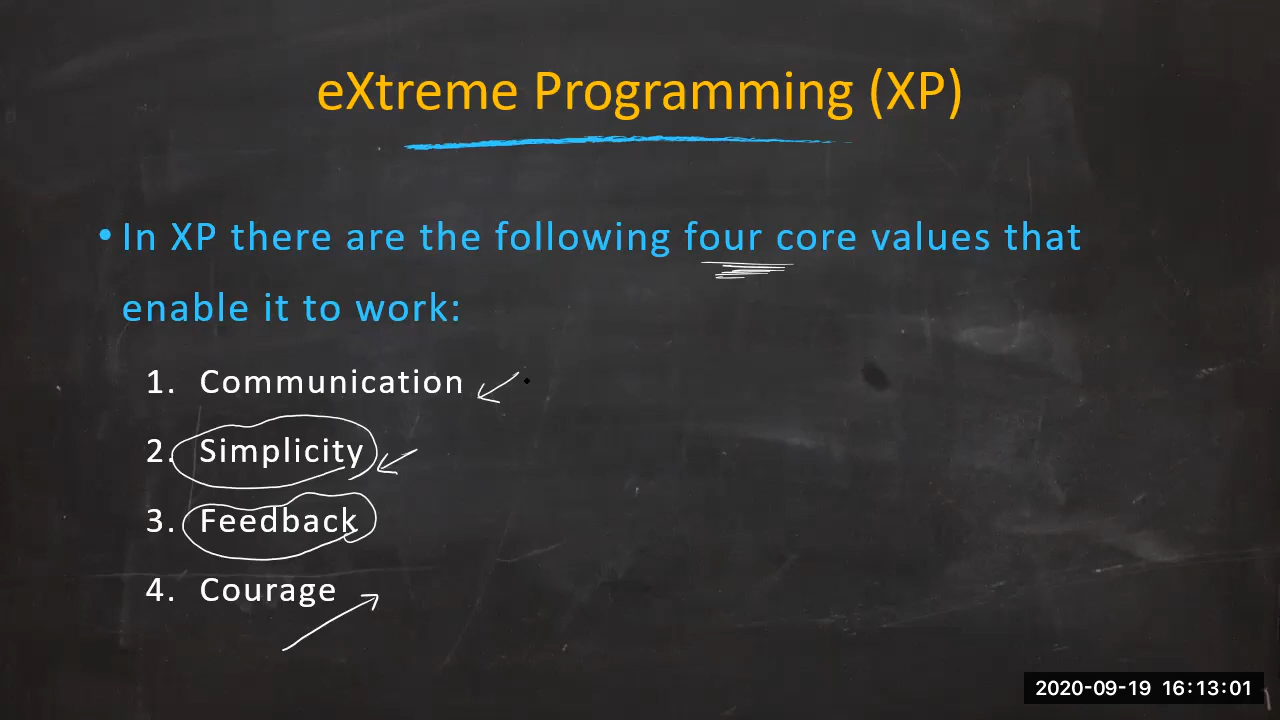 eXtreme Programming (XP)
• In XP there are the following four core values that
enable it to work:
1. Communication
2. Simplicity
3. Feedback
4. Courage
2020-09-19 16:13:01